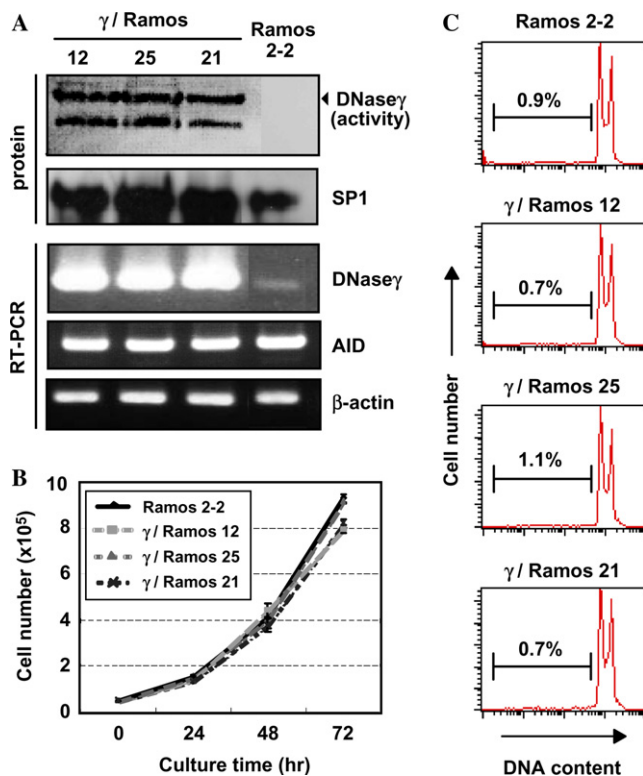 A
γ / Ramos
Ramos 2-2
12 25 21
protein
DNaseγ (activity)
SP1
RT-PCR
DNaseγ
AID
β-actin
B
Cell number (x10⁵)
10
8
6
4
2
0
Ramos 2-2
γ / Ramos 12
γ / Ramos 25
γ / Ramos 21
0 24 48 72
Culture time (hr)
C
Ramos 2-2
0.9%
γ / Ramos 12
0.7%
γ / Ramos 25
1.1%
γ / Ramos 21
0.7%
Cell number
DNA content